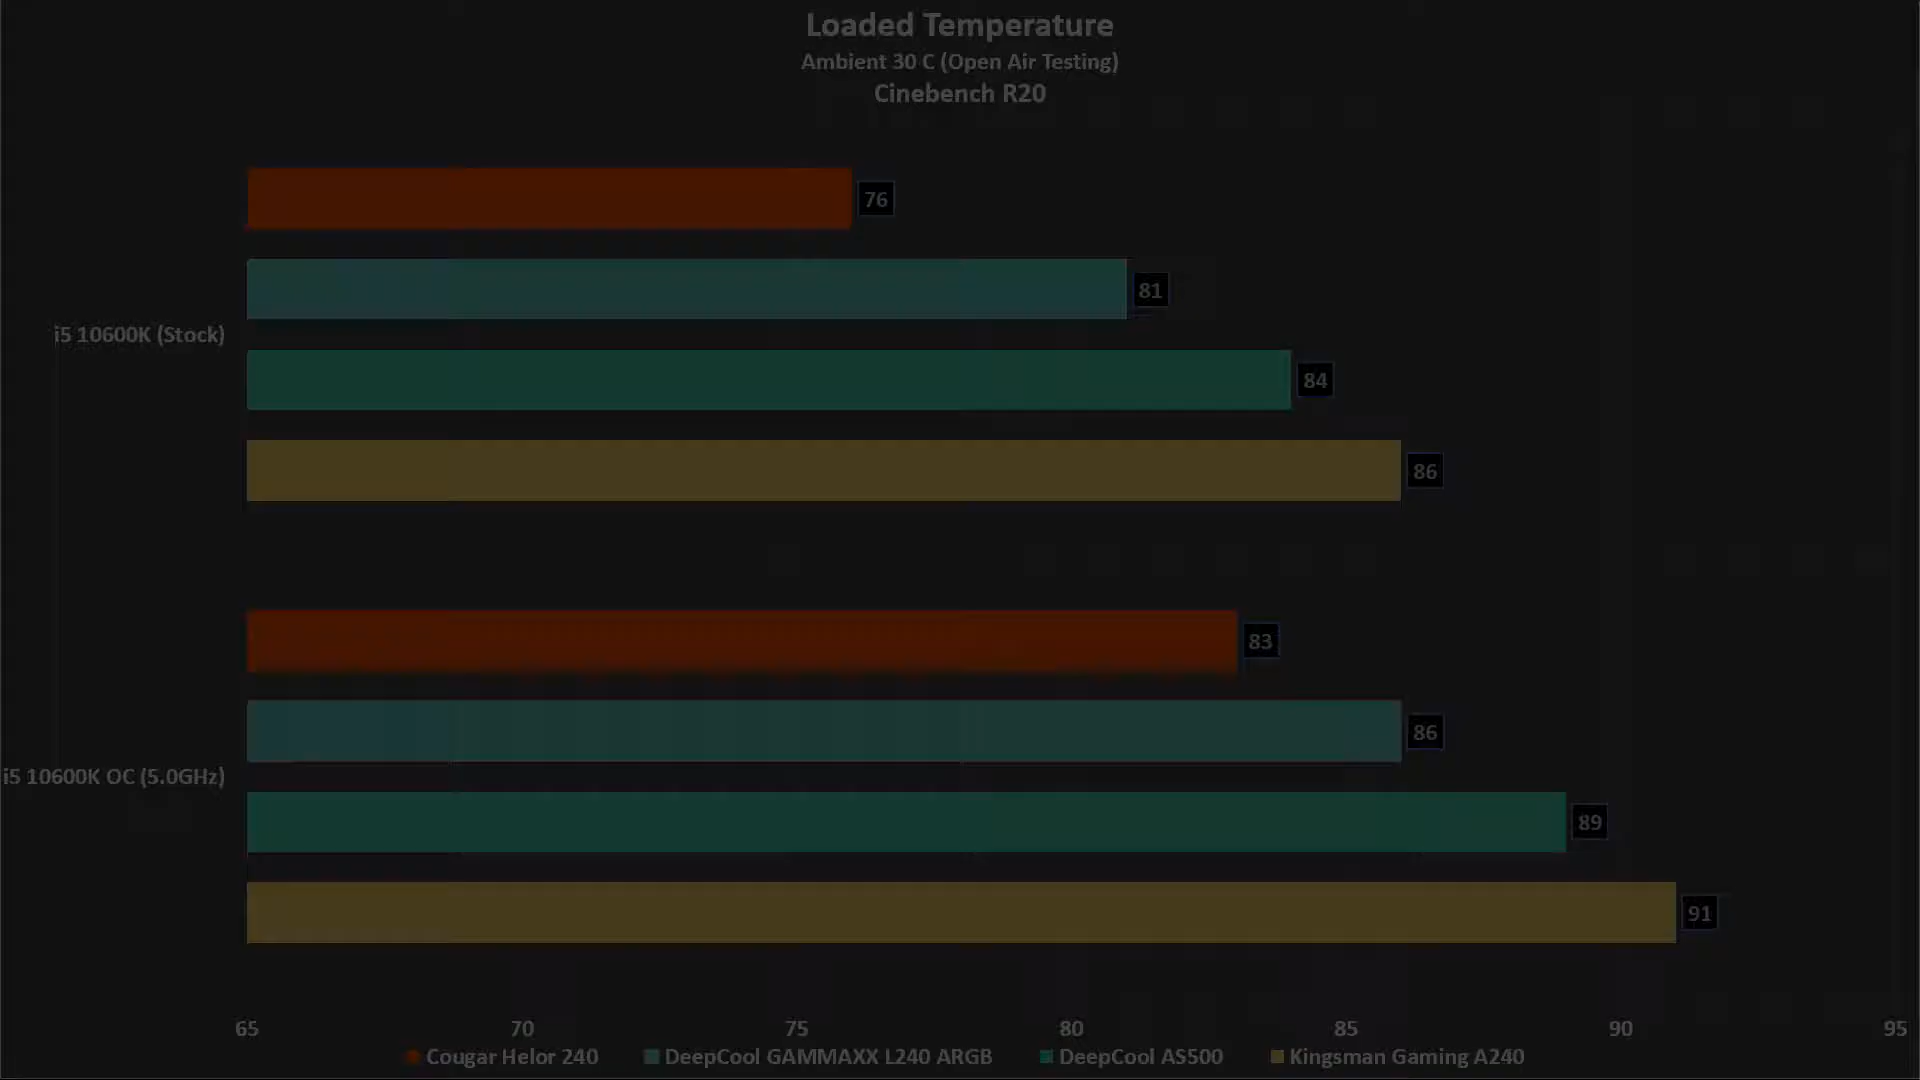 Loaded Temperature
Ambient 30 C (Open Air Testing)
Cinebench R20
76
81
i5 10600K (Stock)
84
86
83
86
i5 10600K OC (5.0GHz)
89
91
65 70 75 80 85 90 95
Cougar Helor 240 DeepCool GAMMAXX L240 ARGB DeepCool AS500 Kingsman Gaming A240